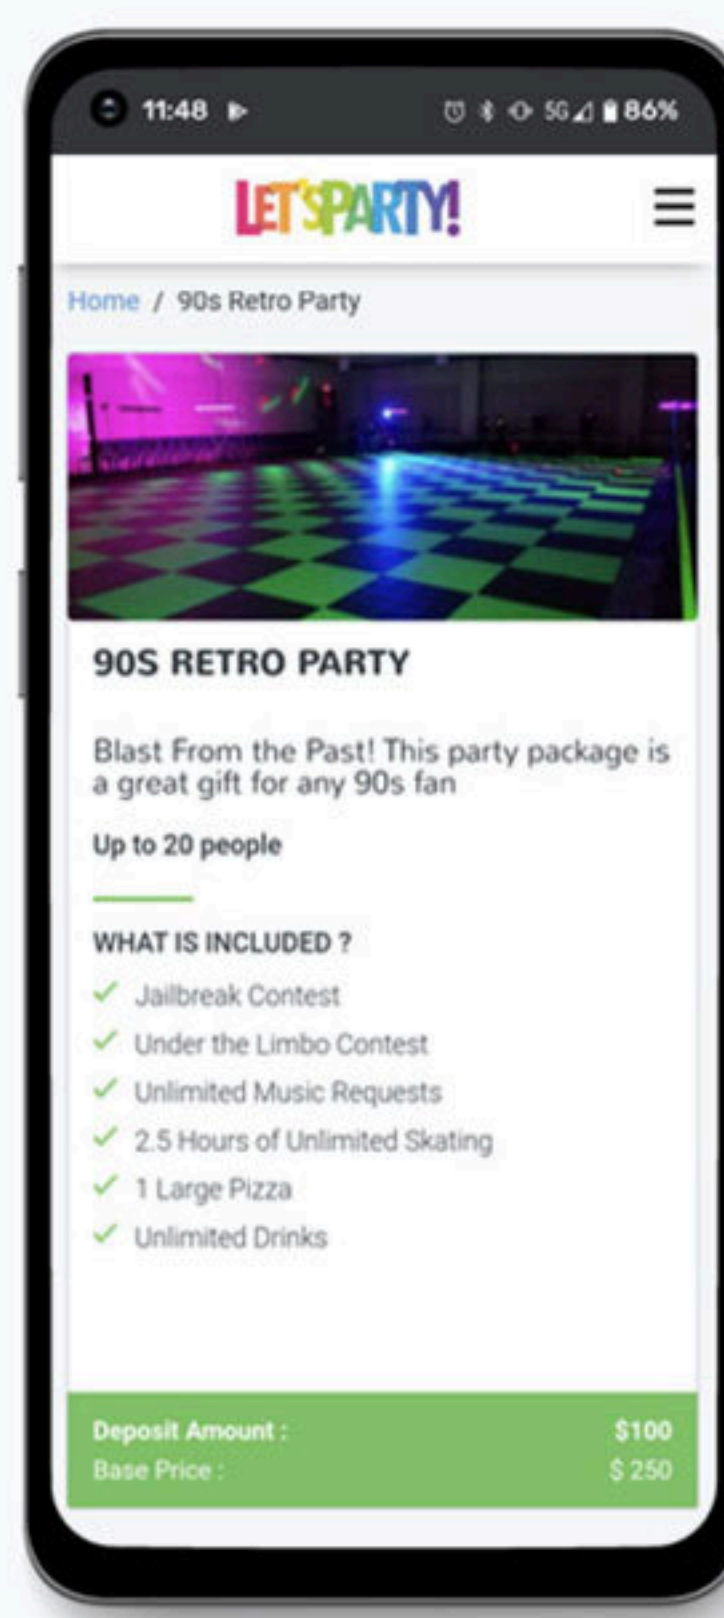 11:48
5G 86%
LET'SPARTY!
Home / 90s Retro Party
90S RETRO PARTY
Blast From the Past! This party package is
a great gift for any 90s fan
Up to 20 people
WHAT IS INCLUDED ?
Jailbreak Contest
Under the Limbo Contest
Unlimited Music Requests
2.5 Hours of Unlimited Skating
1 Large Pizza
Unlimited Drinks
Deposit Amount : $100
Base Price : $ 250